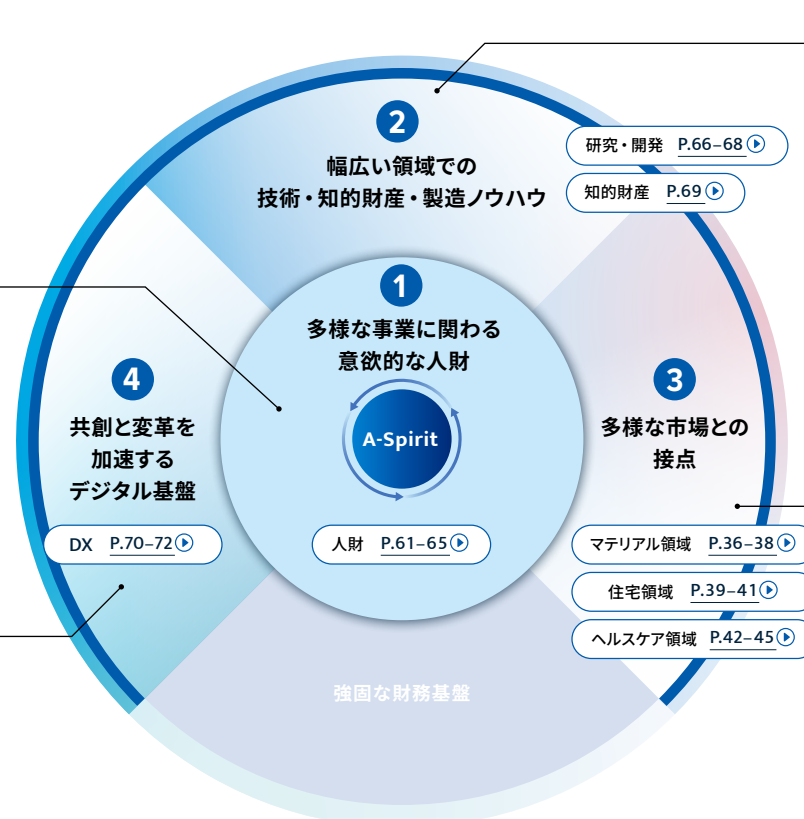 2
幅広い領域での
技術・知的財産・製造ノウハウ
研究・開発 P.66–68
知的財産 P.69
1
多様な事業に関わる
意欲的な人財
A-Spirit
人財 P.61–65
4
共創と変革を
加速する
デジタル基盤
DX P.70–72
3
多様な市場との
接点
マテリアル領域 P.36–38
住宅領域 P.39–41
ヘルスケア領域 P.42–45
強固な財務基盤